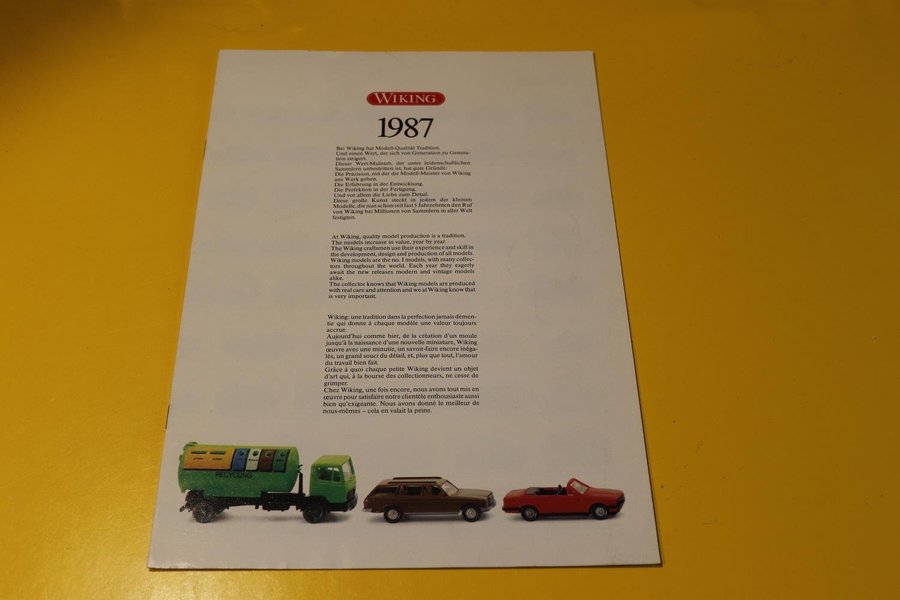 WIKING
1987
Bei Wiking hat Modell-Qualität Tradition.
Und einen Wert, der sich von Generation zu Genera-
tion steigert.
Dieser Wert-Maßstab, der unter leidenschaftlichen
Sammlern unbestritten ist, hat gute Gründe:
Die Präzision, mit der die Modell-Meister von Wiking
ans Werk gehen.
Die Erfahrung in der Entwicklung.
Die Perfektion in der Fertigung.
Und vor allem die Liebe zum Detail.
Diese große Kunst steckt in jedem der kleinen
Modelle, die nun schon seit fast 5 Jahrzehnten den Ruf
von Wiking bei Millionen von Sammlern in aller Welt
festigten.
At Wiking, quality model production is a tradition.
The models increase in value, year by year.
The Wiking craftsmen use their experience and skill in
the development, design and production of all models.
Wiking models are the no. 1 models, with many collec-
tors throughout the world. Each year they eagerly
await the new releases modern and vintage models
alike.
The collector knows that Wiking models are produced
with real care and attention and we at Wiking know that
is very important.
Wiking: une tradition dans la perfection jamais démen-
tie qui donne à chaque modèle une valeur toujours
accrue.
Aujourd'hui comme hier, de la création d'un moule
jusqu'à la naissance d'une nouvelle miniature, Wiking
œuvre avec une minutie, un savoir-faire encore inéga-
lés, un grand souci du détail, et, plus que tout, l'amour
du travail bien fait.
Grâce à quoi chaque petite Wiking devient un objet
d'art qui, à la bourse des collectionneurs, ne cesse de
grimper.
Chez Wiking, une fois encore, nous avons tout mis en
œuvre pour satisfaire notre clientèle enthousiaste aussi
bien qu'exigeante. Nous avons donné le meilleur de
nous-mêmes – cela en valait la peine.
RECYCLING